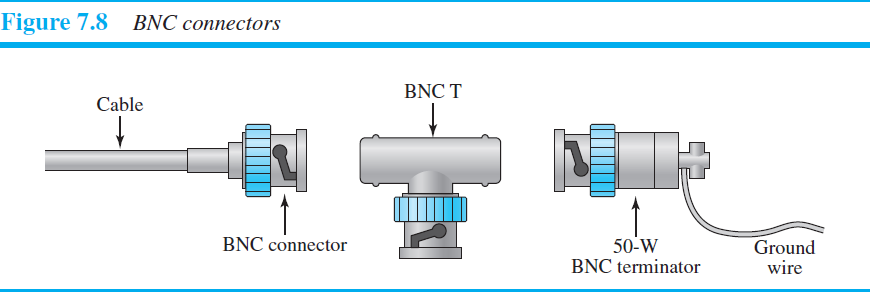 Figure 7.8 BNC connectors
Cable
BNC T
BNC connector
50-W
BNC terminator
Ground
wire